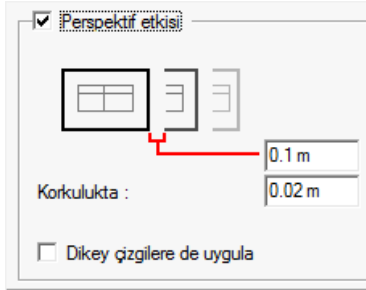 Perspektif etkisi
0.1 m
Korkulukta : 0.02 m
Dikey çizgilere de uygula